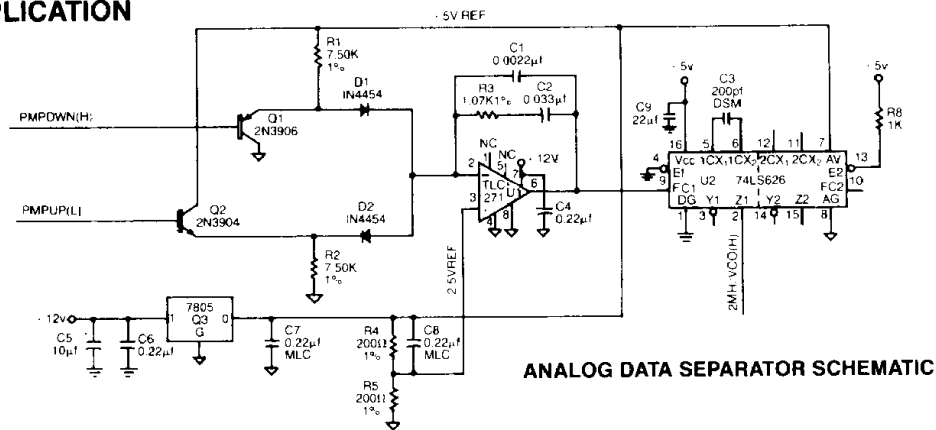 PLICATION
5V REF
R1
7.50K
1%
D1
IN4454
PMPDWN(H)
Q1
2N3906
PMPUP(L)
Q2
2N3904
D2
IN4454
R2
7.50K
1%
C1
0.0022µf
R3
1.07K1%
C2
0.033µf
NC
NC
12V
2
3
1
5
7
6
4
8
TLC
271
U1
C4
0.22µf
2.5VREF
5v
C9
22µf
C3
200pf
DSM
5v
R8
1K
16
5
6
12
11
7
Vcc
1CX1
1CX2
2CX1
2CX2
AV
4
E1
U2
74LS626
E2
13
9
FC1
FC2
10
DG
Y1
Z1
Y2
Z2
AG
1
3
2
14
15
8
12v
C5
10µf
C6
0.22µf
7805
1
Q3
0
G
C7
0.22µf
MLC
R4
200Ω
1%
C8
0.22µf
MLC
R5
200Ω
1%
ANALOG DATA SEPARATOR SCHEMATIC